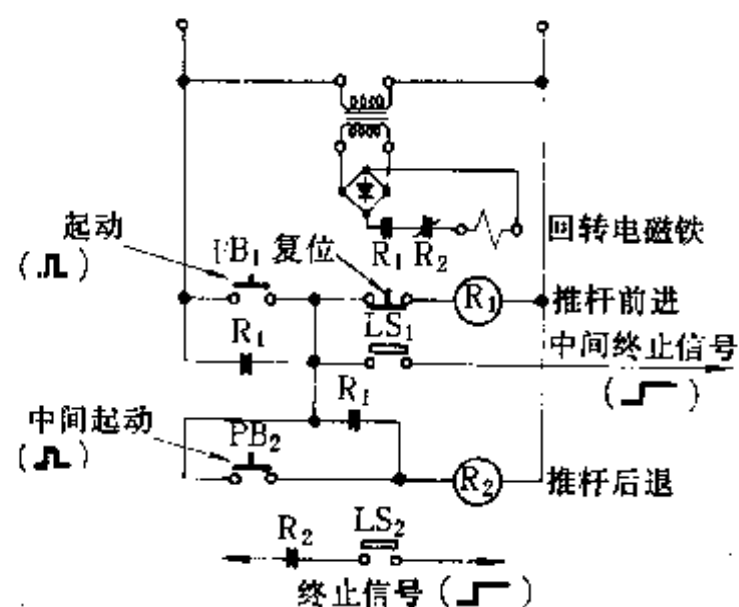 R₁ R₂
回转电磁铁
起动
(⎍)
PB₁ 复位
R₁
推杆前进
R₁
LS₁
中间终止信号
R₁
中间起动
PB₂
R₂
推杆后退
R₂
LS₂
终止信号